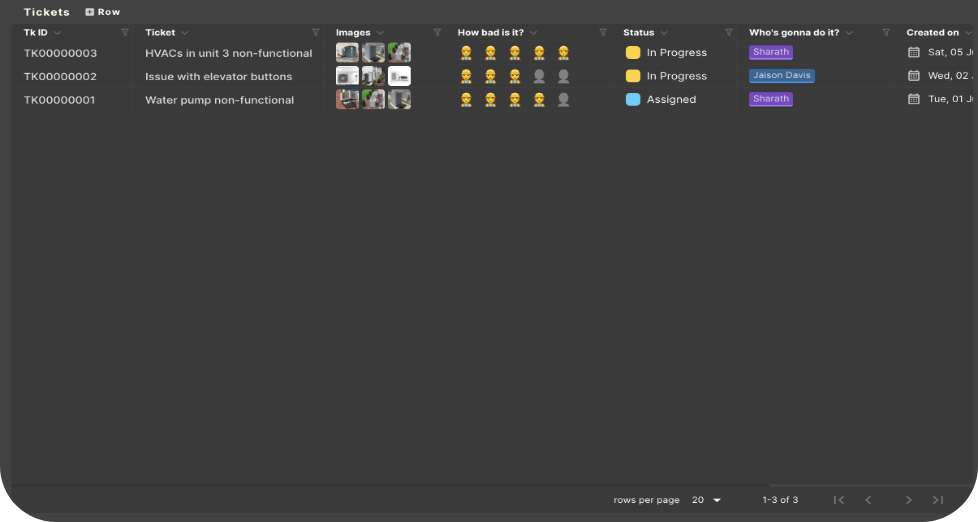 Tickets Row
Tk ID Ticket Images How bad is it? Status Who's gonna do it? Created on
TK00000003 HVACs in unit 3 non-functional In Progress Sharath Sat, 05 J
TK00000002 Issue with elevator buttons In Progress Jaison Davis Wed, 02
TK00000001 Water pump non-functional Assigned Sharath Tue, 01 J
rows per page 20 1-3 of 3